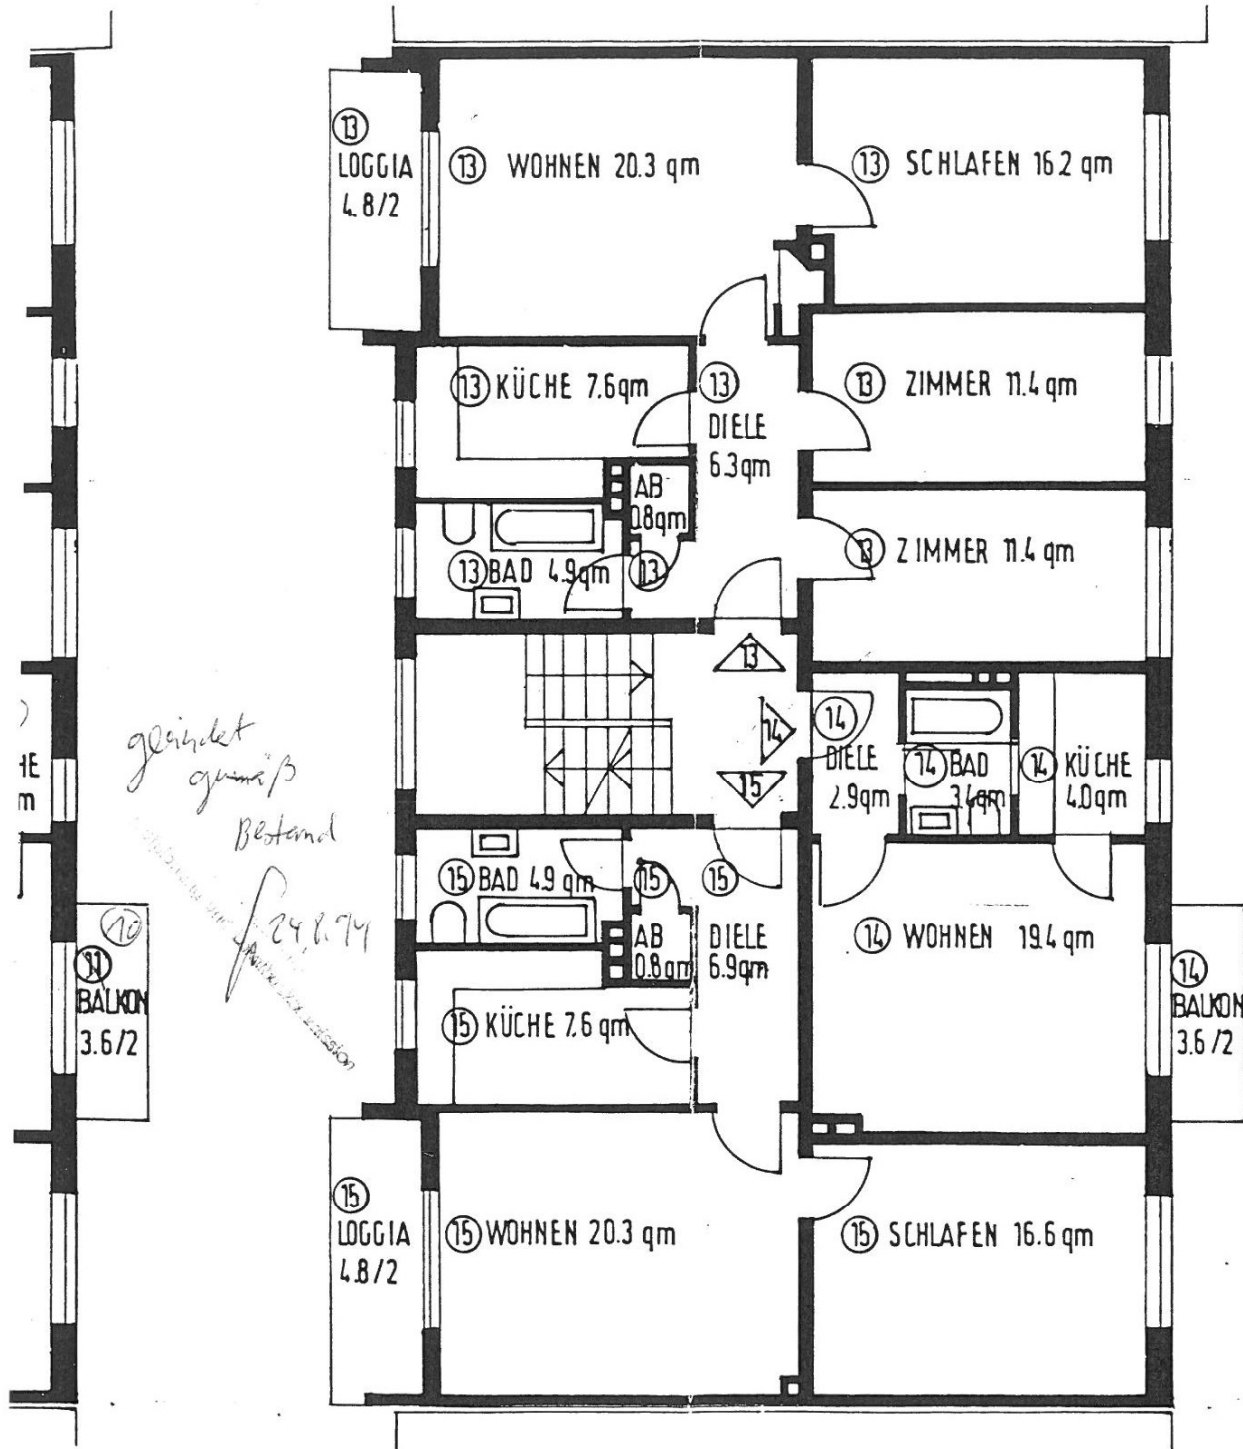 13
LOGGIA
4.8/2
13 WOHNEN 20.3 qm
13 SCHLAFEN 16.2 qm
13 KÜCHE 7.6qm
13
DIELE
6.3qm
13 ZIMMER 11.4 qm
AB
0.8qm
13
13 BAD 4.9qm
13 ZIMMER 11.4 qm
13
14
15
14
DIELE
2.9qm
14 BAD
3.4qm
14 KÜCHE
4.0qm
HE
m
geändert
gemäß
Bestand
24.8.94
15 BAD 4.9 qm
15
AB
0.8qm
15
DIELE
6.9qm
14 WOHNEN 19.4 qm
10
11
BALKON
3.6/2
14
BALKON
3.6/2
15 KÜCHE 7.6 qm
15
LOGGIA
4.8/2
15 WOHNEN 20.3 qm
15 SCHLAFEN 16.6 qm